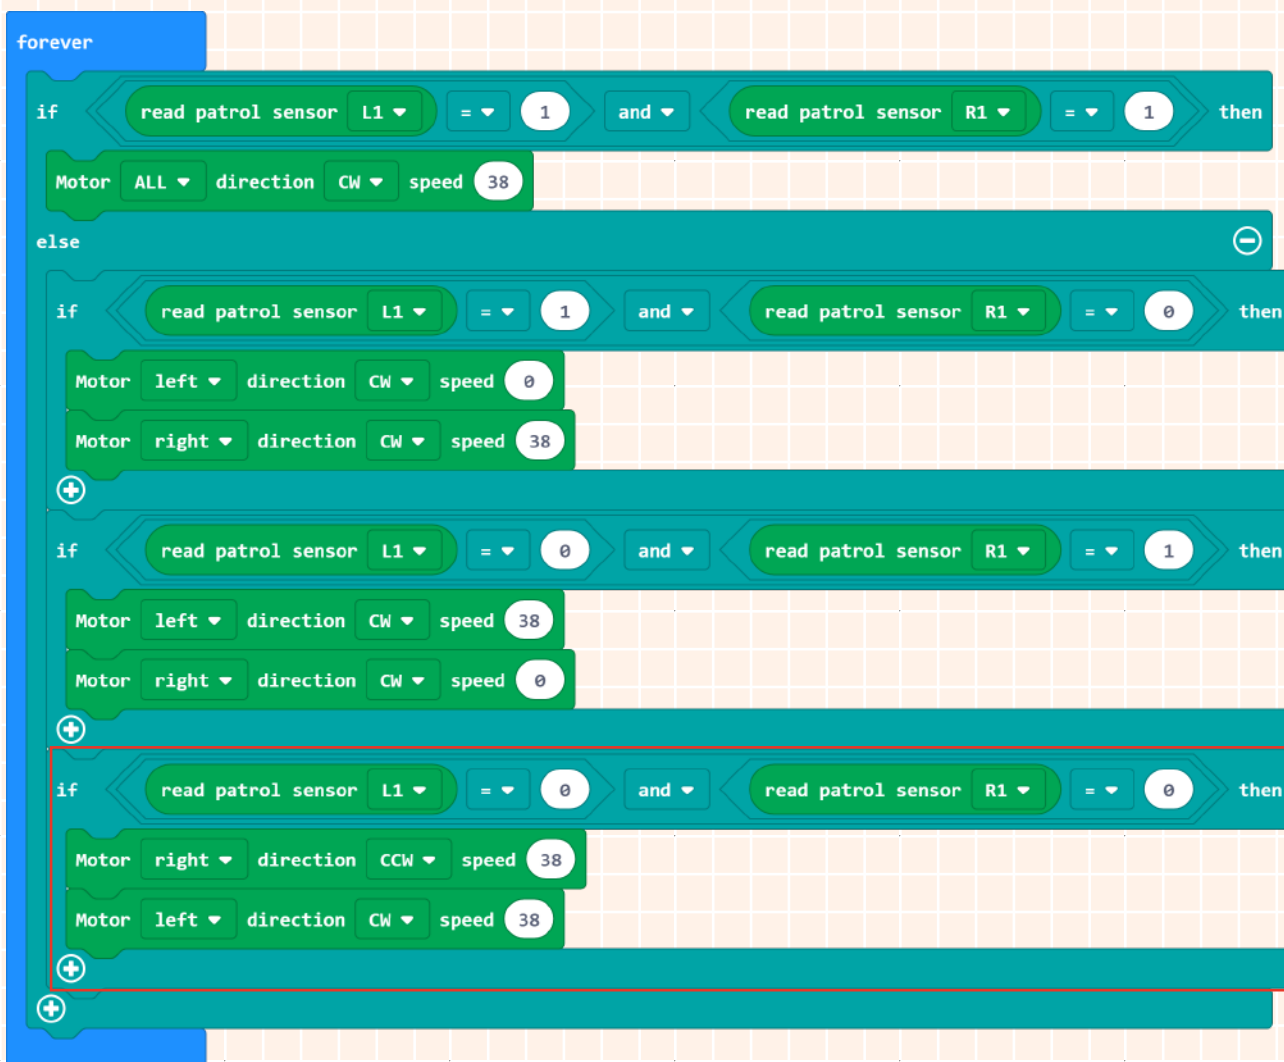 forever
if read patrol sensor L1 = 1 and read patrol sensor R1 = 1 then
Motor ALL direction CW speed 38
else
if read patrol sensor L1 = 1 and read patrol sensor R1 = 0 then
Motor left direction CW speed 0
Motor right direction CW speed 38
if read patrol sensor L1 = 0 and read patrol sensor R1 = 1 then
Motor left direction CW speed 38
Motor right direction CW speed 0
if read patrol sensor L1 = 0 and read patrol sensor R1 = 0 then
Motor right direction CCW speed 38
Motor left direction CW speed 38